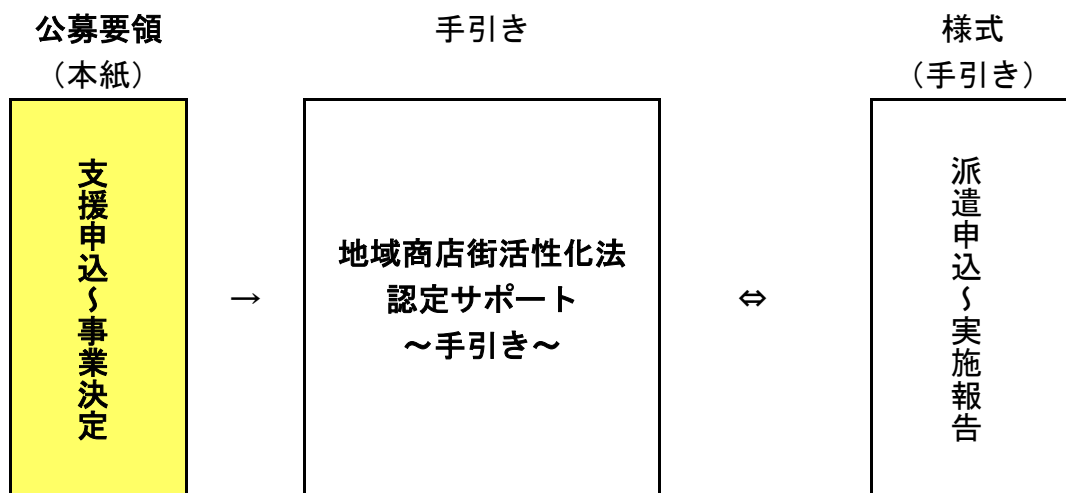 公募要領
（本紙）
手引き
様式
（手引き）
支援申込～事業決定
→
地域商店街活性化法
認定サポート
～手引き～
⇔
派遣申込～実施報告